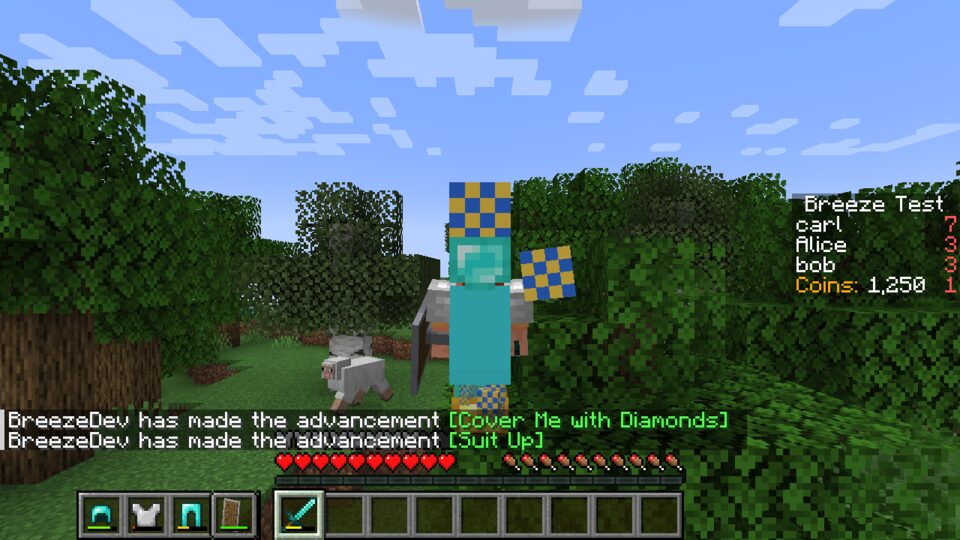 Breeze Test
carl 7
Alice 3
bob 3
Coins: 1,250 1
BreezeDev has made the advancement [Cover Me with Diamonds]
BreezeDev has made the advancement [Suit Up]